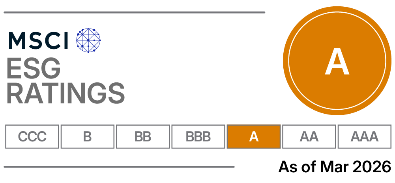 MSCI
ESG
RATINGS
A
CCC B BB BBB A AA AAA
As of Mar 2026